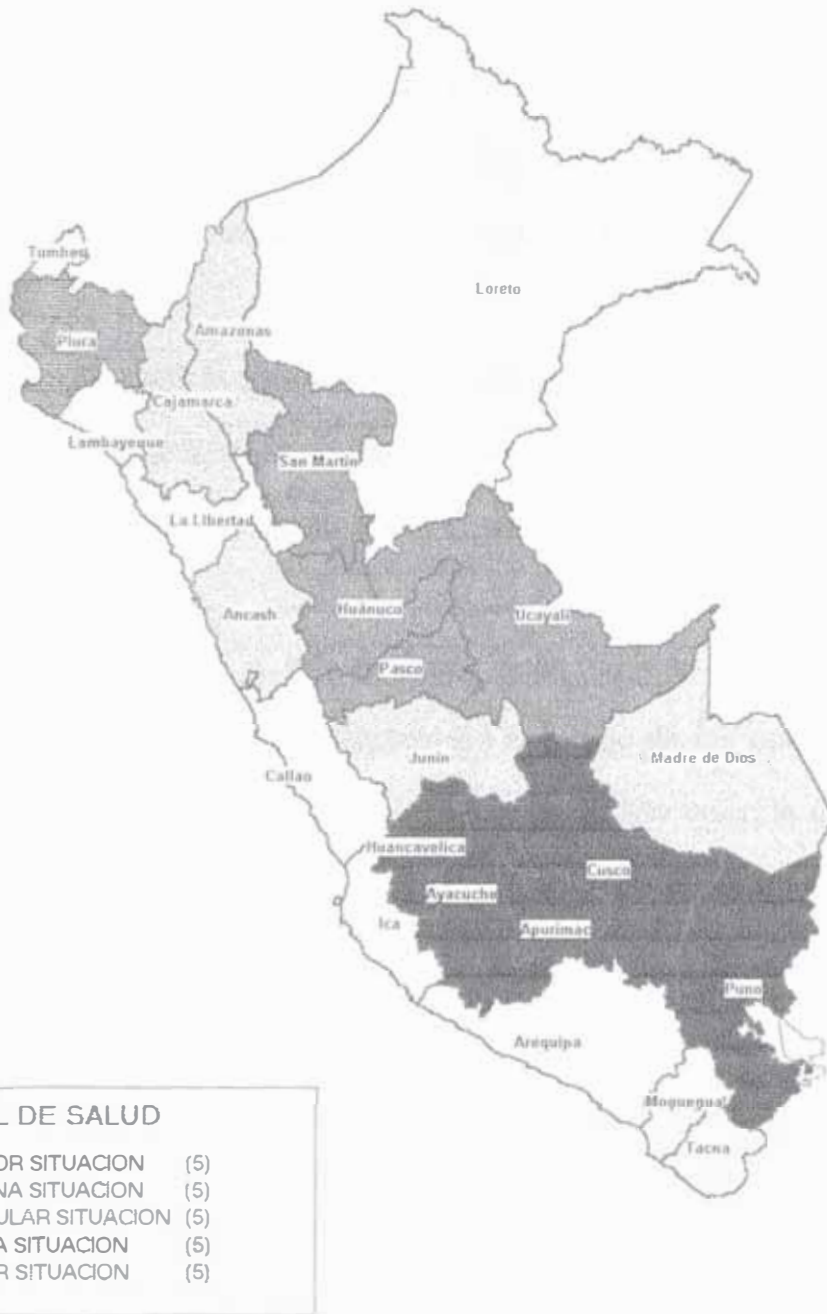 Tumbes
Loreto
Amazonas
Piura
Cajamarca
Lambayeque
San Martín
La Libertad
Ancash
Huánuco
Ucayali
Pasco
Junín
Madre de Dios
Callao
Huancavelica
Cusco
Ayacucho
Ica
Apurimac
Puno
Arequipa
Moquegua
Tacna
L DE SALUD
OR SITUACION (5)
NA SITUACION (5)
ULAR SITUACION (5)
A SITUACION (5)
R SITUACION (5)